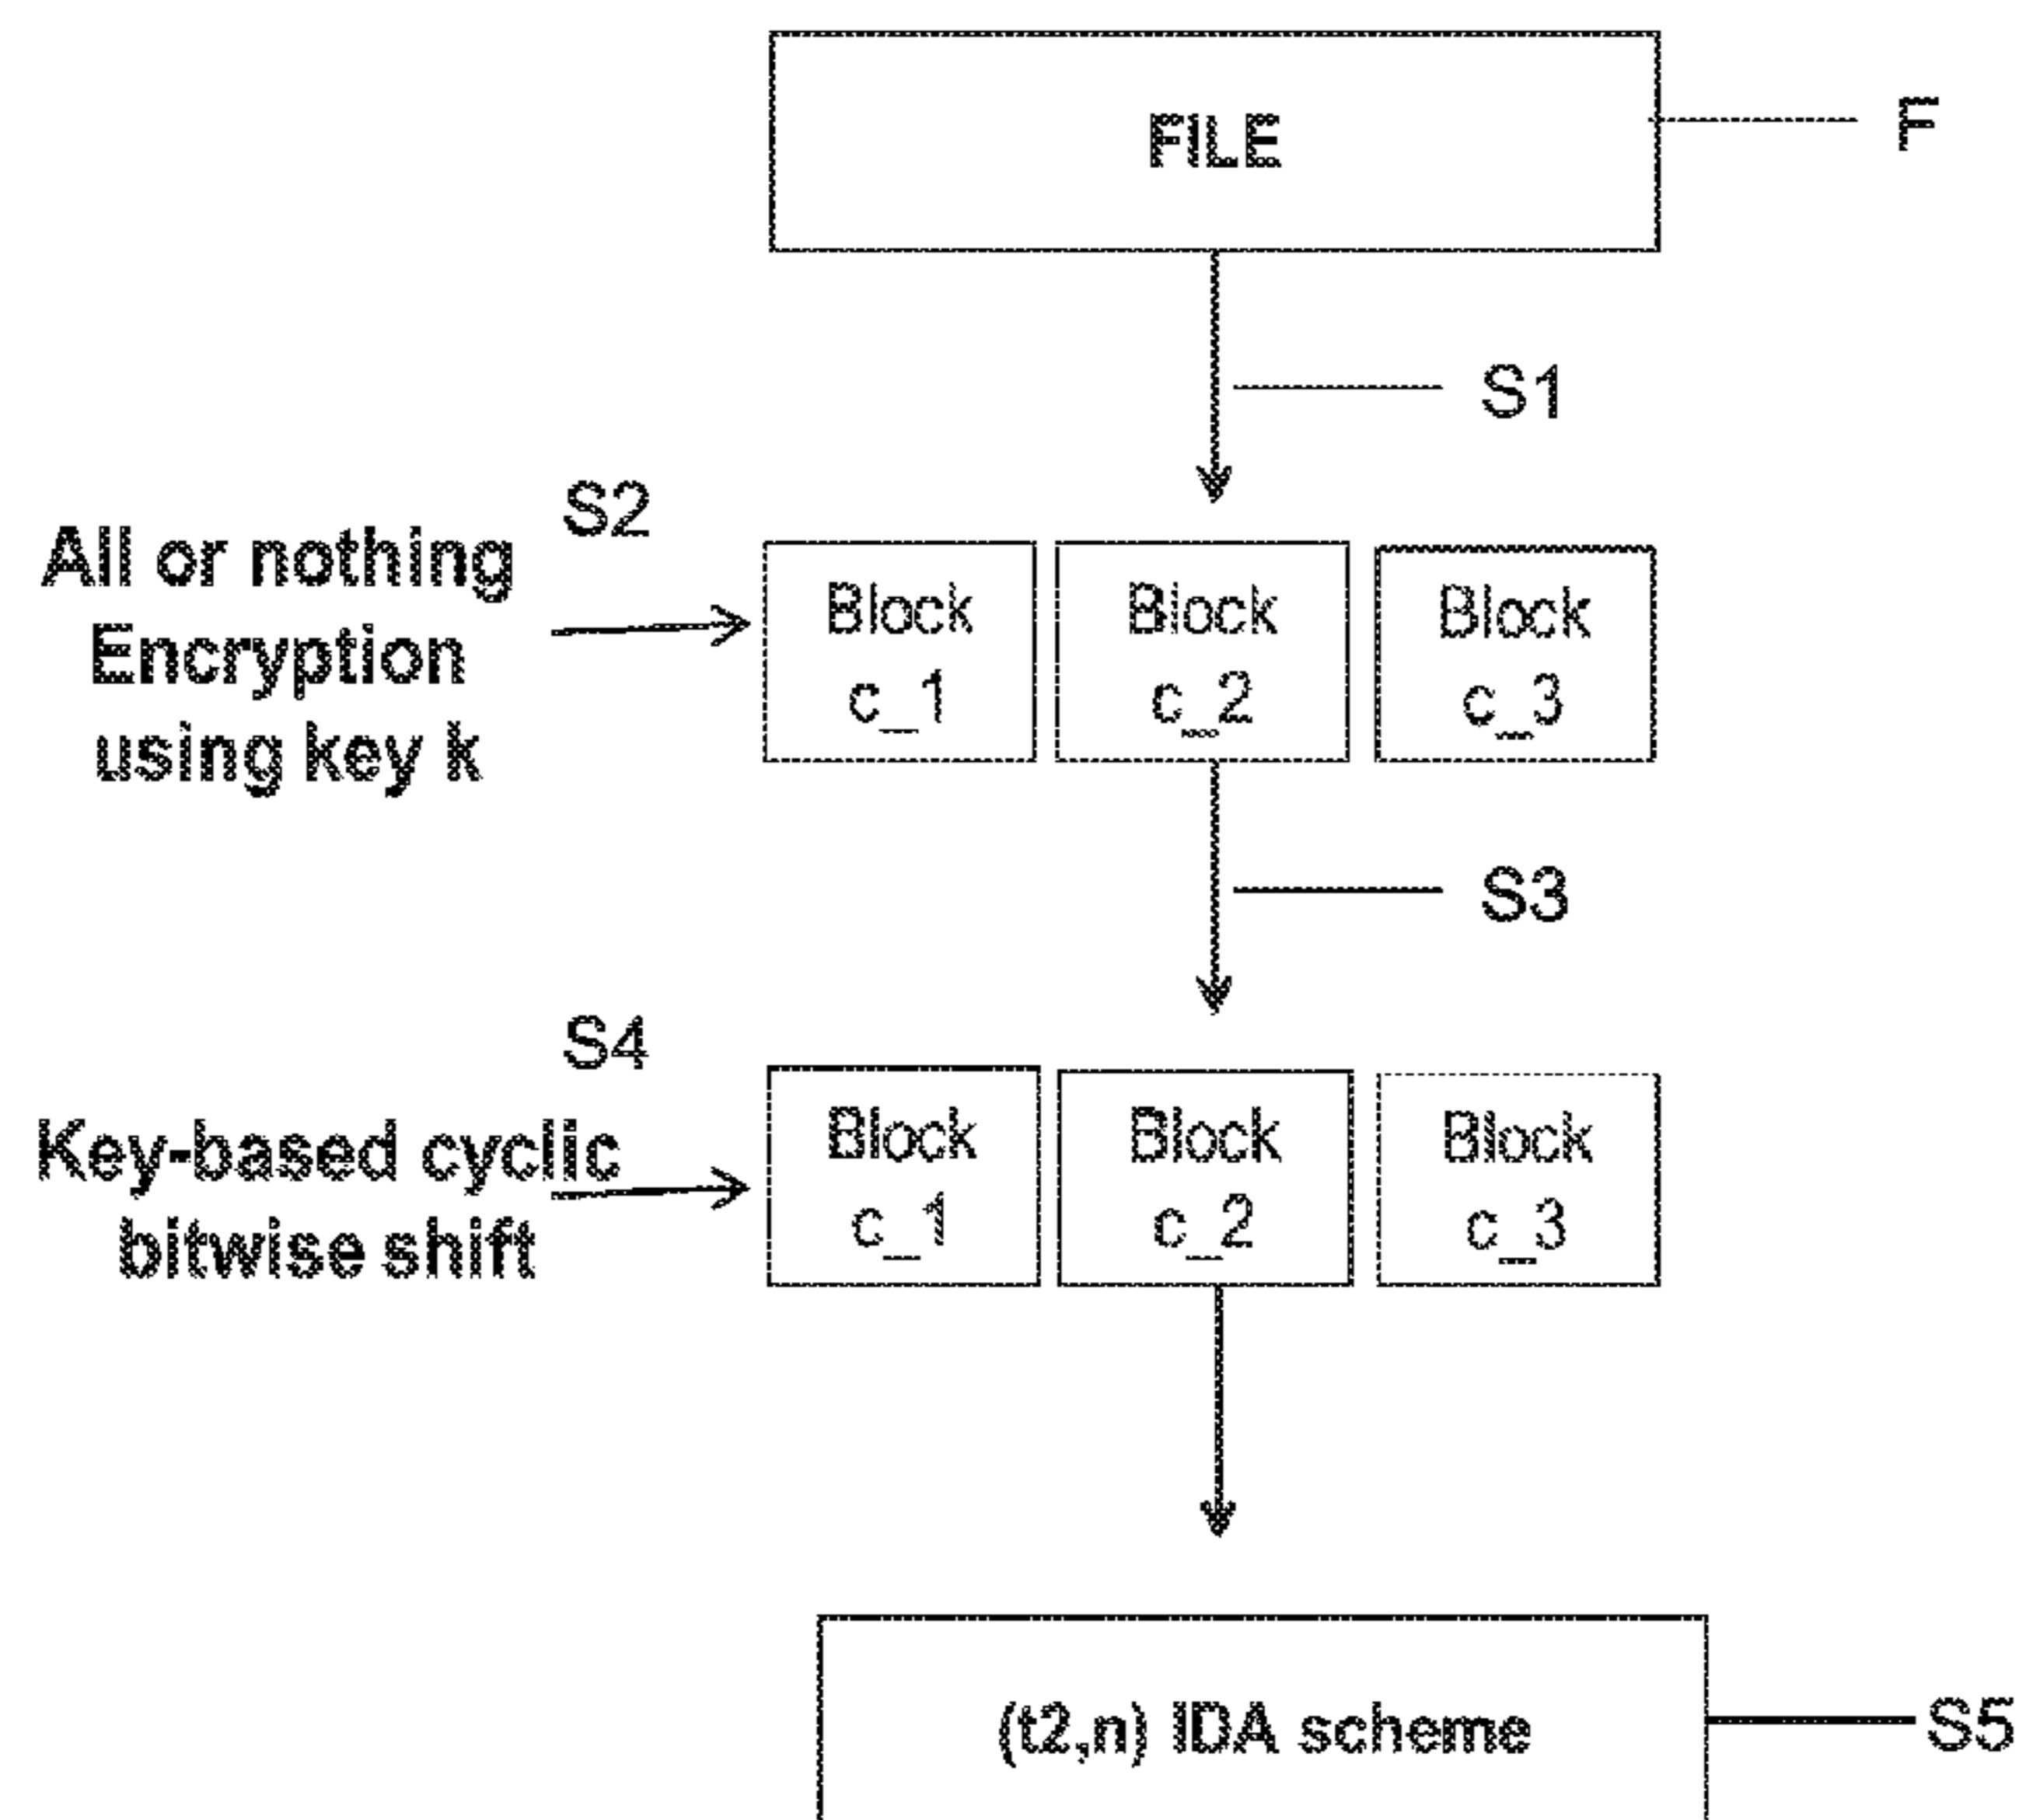 FILE
F
S1
S2
All or nothing
Encryption
using key k
Block
c_1
Block
c_2
Block
c_3
S3
S4
Key-based cyclic
bitwise shift
Block
c_1
Block
c_2
Block
c_3
(t2,n) IDA scheme
S5